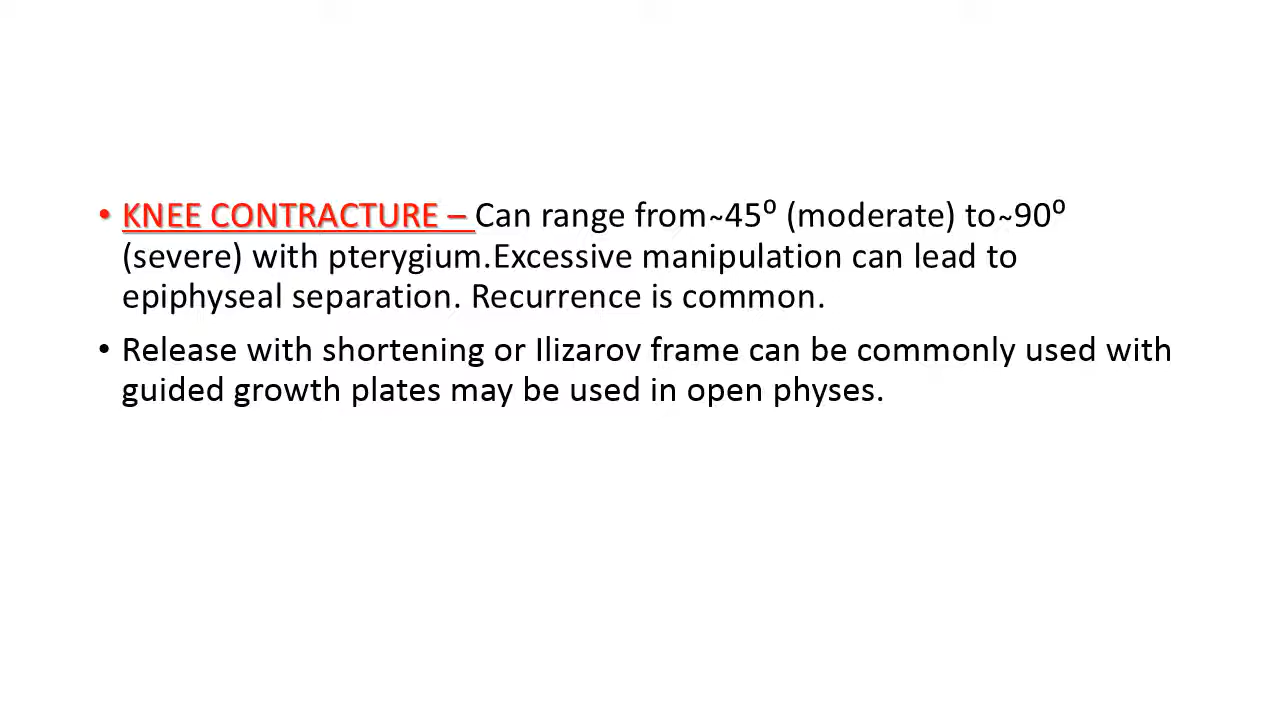 • KNEE CONTRACTURE – Can range from~45⁰ (moderate) to~90⁰
(severe) with pterygium.Excessive manipulation can lead to
epiphyseal separation. Recurrence is common.
• Release with shortening or Ilizarov frame can be commonly used with
guided growth plates may be used in open physes.